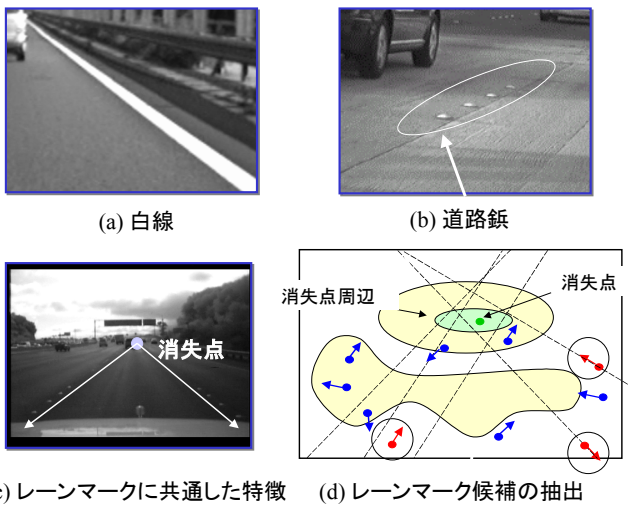 (a) 白線
(b) 道路鋲
消失点
消失点周辺
消失点
) レーンマークに共通した特徴
(d) レーンマーク候補の抽出